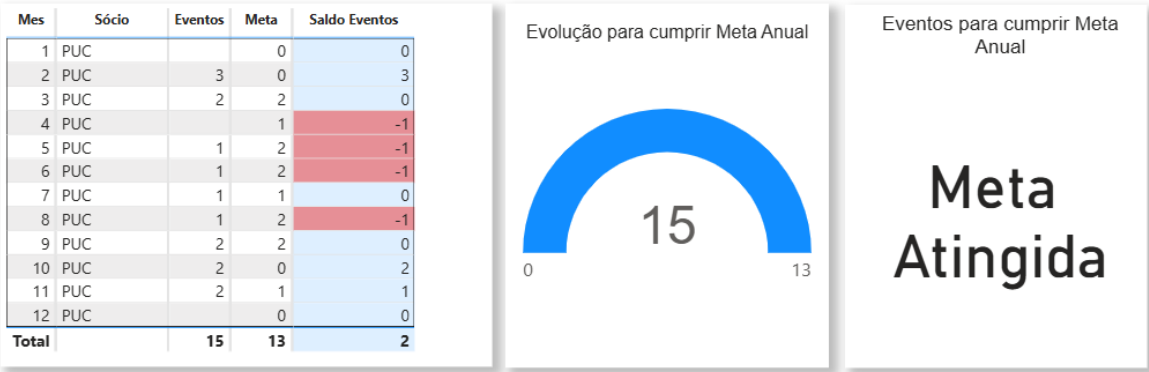 Mes Sócio Eventos Meta Saldo Eventos
1 PUC 0 0
2 PUC 3 0 3
3 PUC 2 2 0
4 PUC 1 -1
5 PUC 1 2 -1
6 PUC 1 2 -1
7 PUC 1 1 0
8 PUC 1 2 -1
9 PUC 2 2 0
10 PUC 2 0 2
11 PUC 2 1 1
12 PUC 0 0
Total 15 13 2
Evolução para cumprir Meta Anual
15
0 13
Eventos para cumprir Meta
Anual
Meta
Atingida